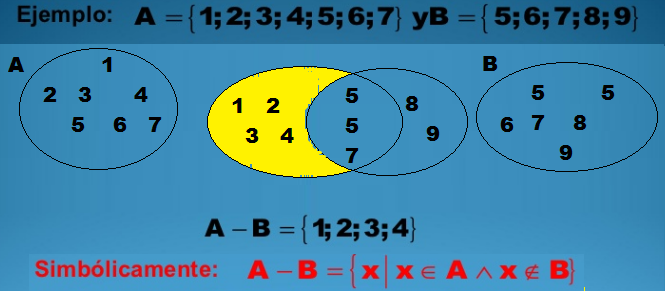 Ejemplo: A = {1; 2; 3; 4; 5; 6; 7} y B = { 5; 6; 7; 8; 9}
A
1
2 3 4
5 6 7
1 2
3 4
5
5
7
8
9
B
5 5
6 7 8
9
A – B = {1; 2; 3; 4}
Simbólicamente: A – B = {x | x ∈ A ∧ x ∉ B}